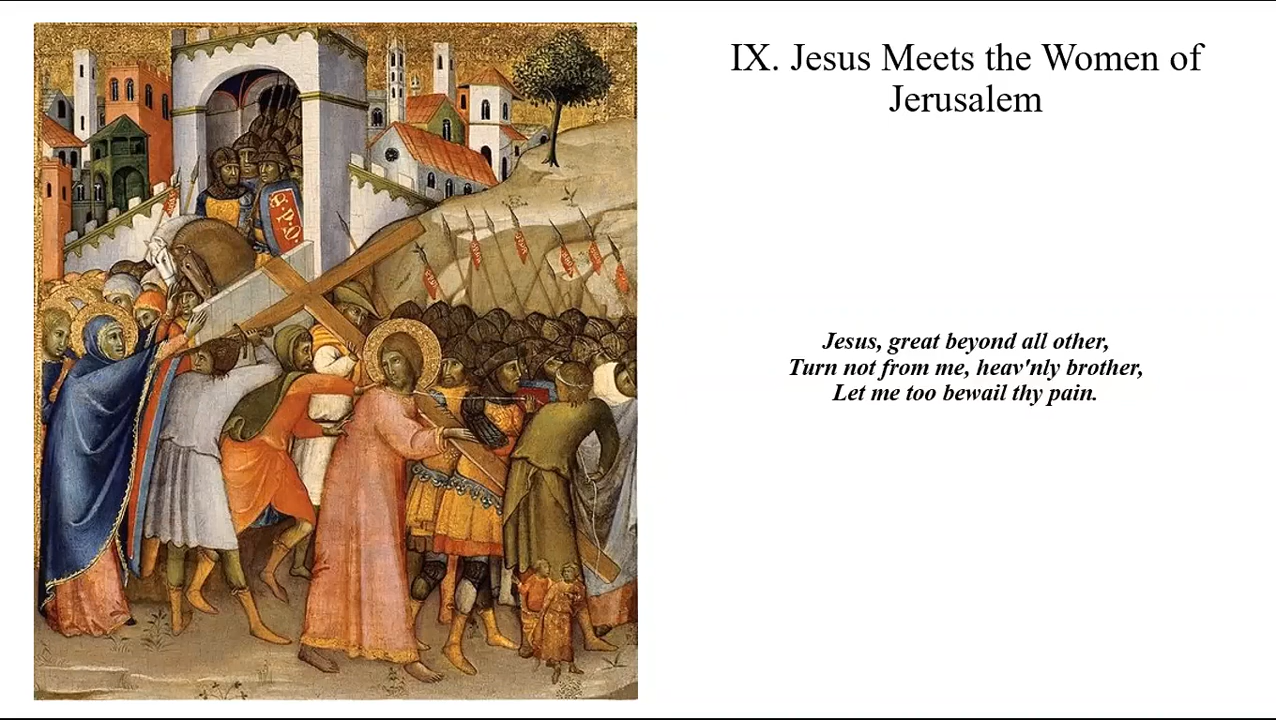 IX. Jesus Meets the Women of
Jerusalem
Jesus, great beyond all other,
Turn not from me, heav'nly brother,
Let me too bewail thy pain.